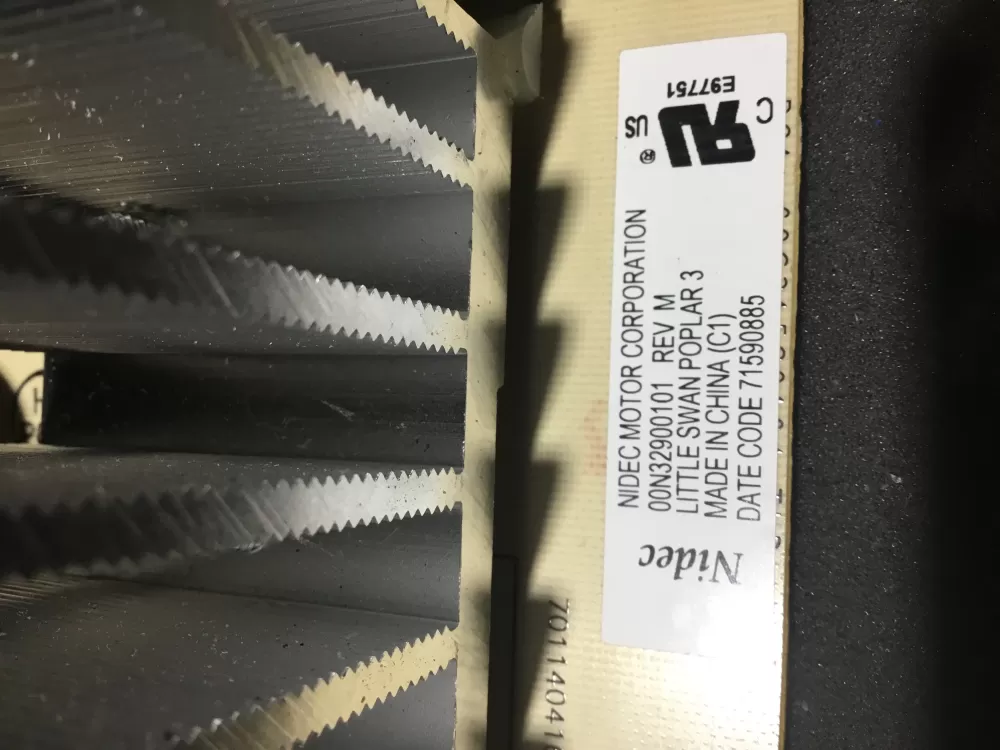 C
US
®
E97751
NIDEC MOTOR CORPORATION
00N32900101 REV M
LITTLE SWAN POPLAR 3
MADE IN CHINA (C1)
DATE CODE 71590885
Nidec
H